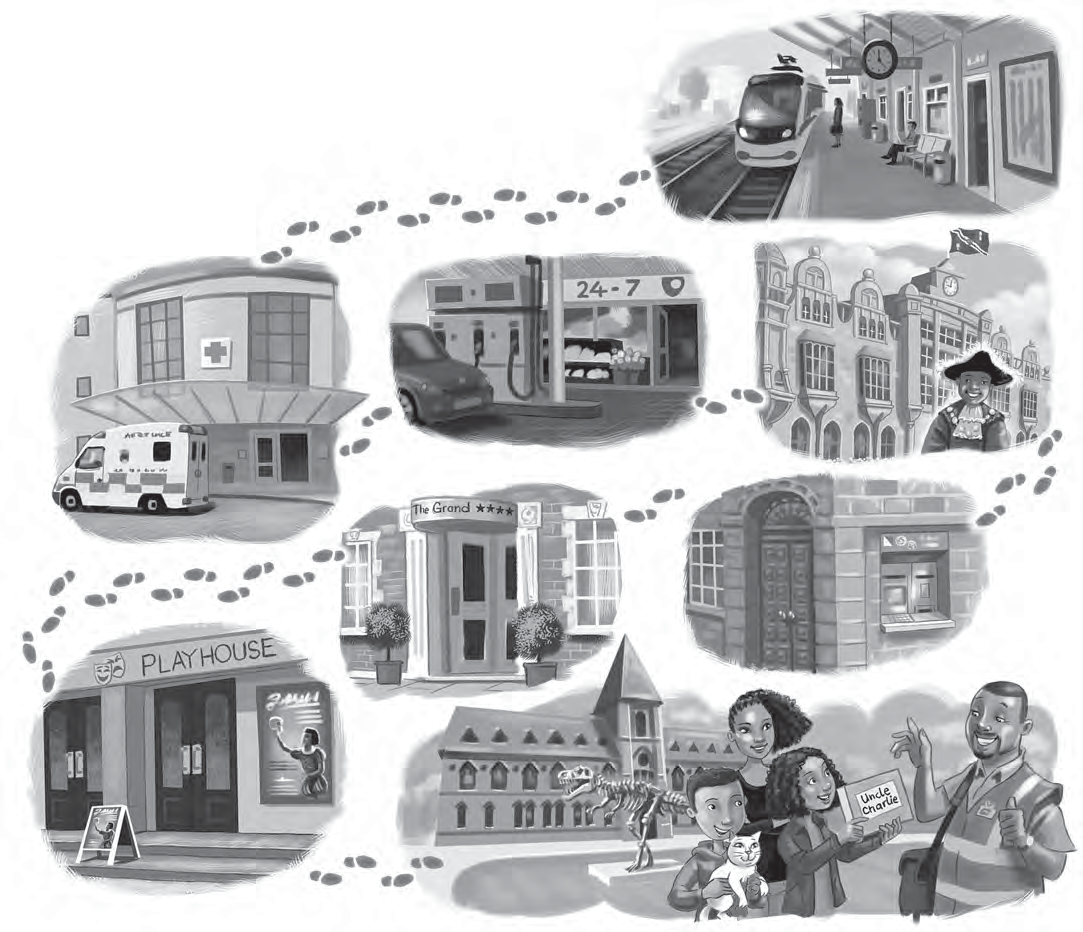 24-7
The Grand ★★★★
PLAYHOUSE
Uncle
Charlie